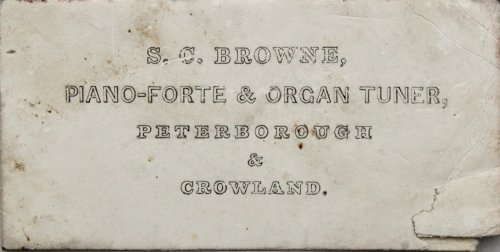 S. C. BROWNE,
PIANO-FORTE & ORGAN TUNER,
PETERBOROUGH
&
CROWLAND.